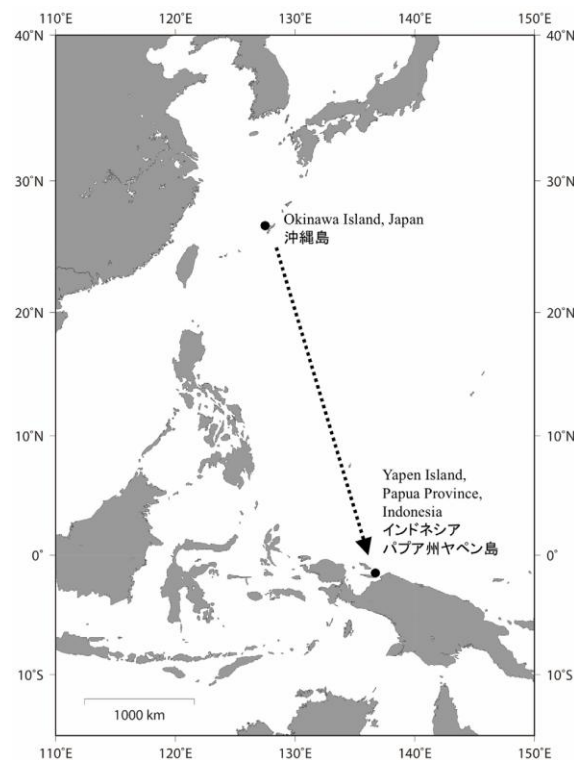 110˚E
120˚E
130˚E
140˚E
150˚E
40˚N
40˚N
30˚N
30˚N
Okinawa Island, Japan
沖縄島
20˚N
20˚N
10˚N
10˚N
Yapen Island,
Papua Province,
Indonesia
インドネシア
パプア州ヤペン島
0˚
0˚
10˚S
10˚S
1000 km
110˚E
120˚E
130˚E
140˚E
150˚E